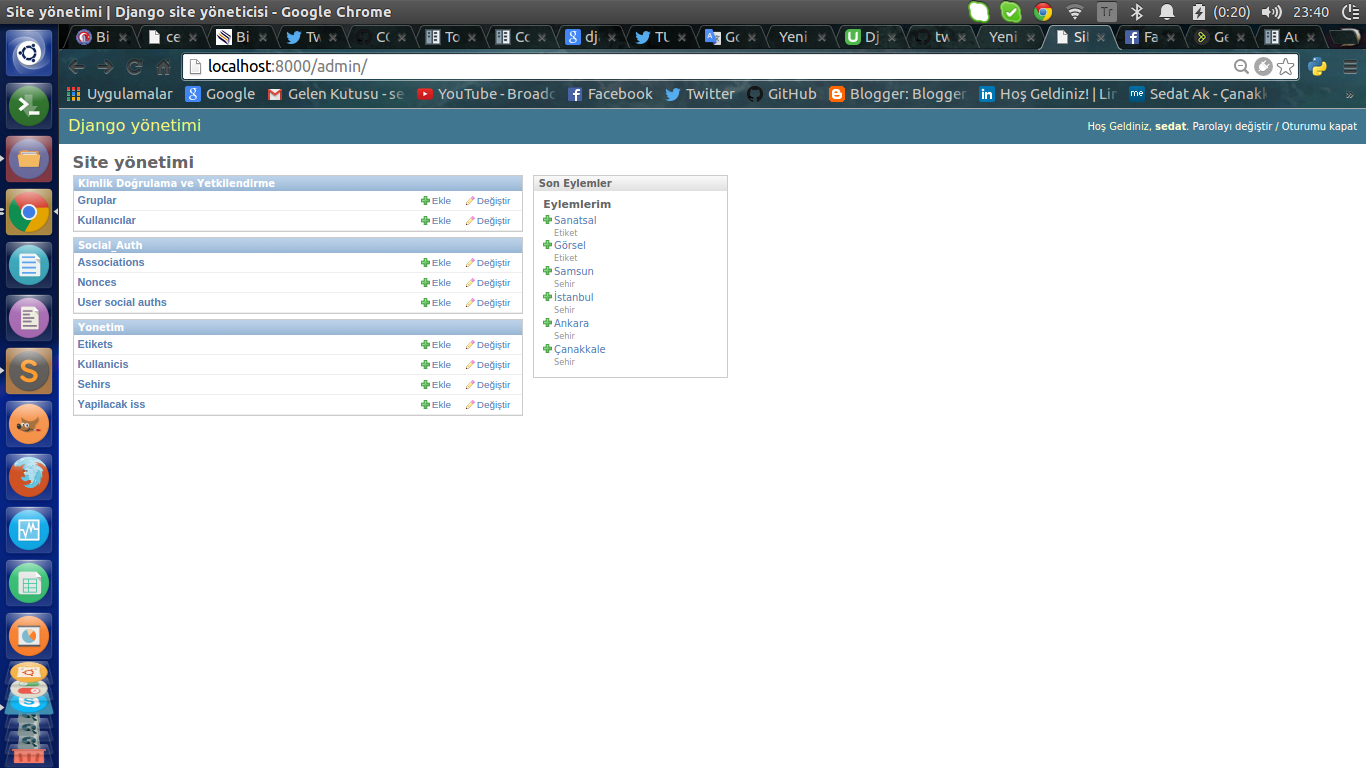 Site yönetimi | Django site yöneticisi - Google Chrome
Tr (0:20) 23:40
Bi ce Bi Tw CC To Co dja TU Go Yeni Dj tw Yeni Sit Fa Ge Au
localhost:8000/admin/
Uygulamalar Google Gelen Kutusu - se YouTube - Broadc Facebook Twitter GitHub Blogger: Blogger Hoş Geldiniz! | Lin Sedat Ak - Çanakk »
Django yönetimi
Hoş Geldiniz, sedat. Parolayı değiştir / Oturumu kapat
Site yönetimi
Kimlik Doğrulama ve Yetkilendirme
Gruplar Ekle Değiştir
Kullanıcılar Ekle Değiştir
Social_Auth
Associations Ekle Değiştir
Nonces Ekle Değiştir
User social auths Ekle Değiştir
Yonetim
Etikets Ekle Değiştir
Kullanicis Ekle Değiştir
Sehirs Ekle Değiştir
Yapilacak iss Ekle Değiştir
Son Eylemler
Eylemlerim
Sanatsal
Etiket
Görsel
Etiket
Samsun
Sehir
İstanbul
Sehir
Ankara
Sehir
Çanakkale
Sehir